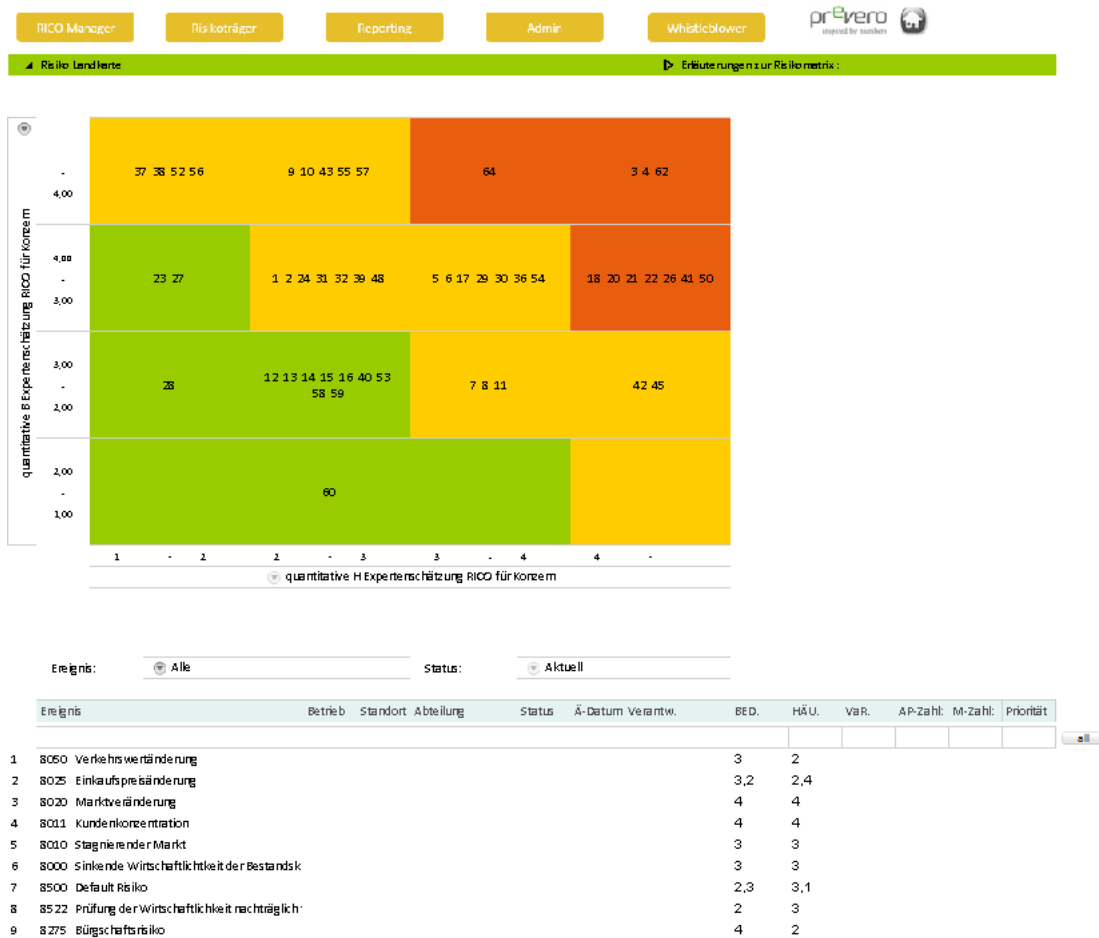 RICO Manager Risikoträger Reporting Admin Whistleblower prevero
inspired by numbers
Risiko Landkarte Erläuterungen zur Risikomatrix :
quantitative B Expertenschätzung RICO für Konzern
-
4,00
37 38 52 56 9 10 43 55 57 64 3 4 62
4,00
-
3,00
23 27 1 2 24 31 32 39 48 5 6 17 29 30 36 54 18 20 21 22 26 41 50
3,00
-
2,00
28 12 13 14 15 16 40 53 7 8 11 42 45
58 59
2,00
-
1,00
60
1 - 2 2 - 3 3 - 4 4 -
quantitative H Expertenschätzung RICO für Konzern
Ereignis: Alle Status: Aktuell
Ereignis Betrieb Standort Abteilung Status Ä-Datum Verantw. BED. HÄU. VaR. AP-Zahl: M-Zahl: Priorität
all
1 8050 Verkehrswertänderung 3 2
2 8025 Einkaufspreisänderung 3,2 2,4
3 8020 Marktveränderung 4 4
4 8011 Kundenkonzentration 4 4
5 8010 Stagnierender Markt 3 3
6 8000 Sinkende Wirtschaftlichtkeit der Bestandsk 3 3
7 8500 Default Risiko 2,3 3,1
8 8522 Prüfung der Wirtschaftlichkeit nachträglich 2 3
9 8275 Bürgschaftsrisiko 4 2